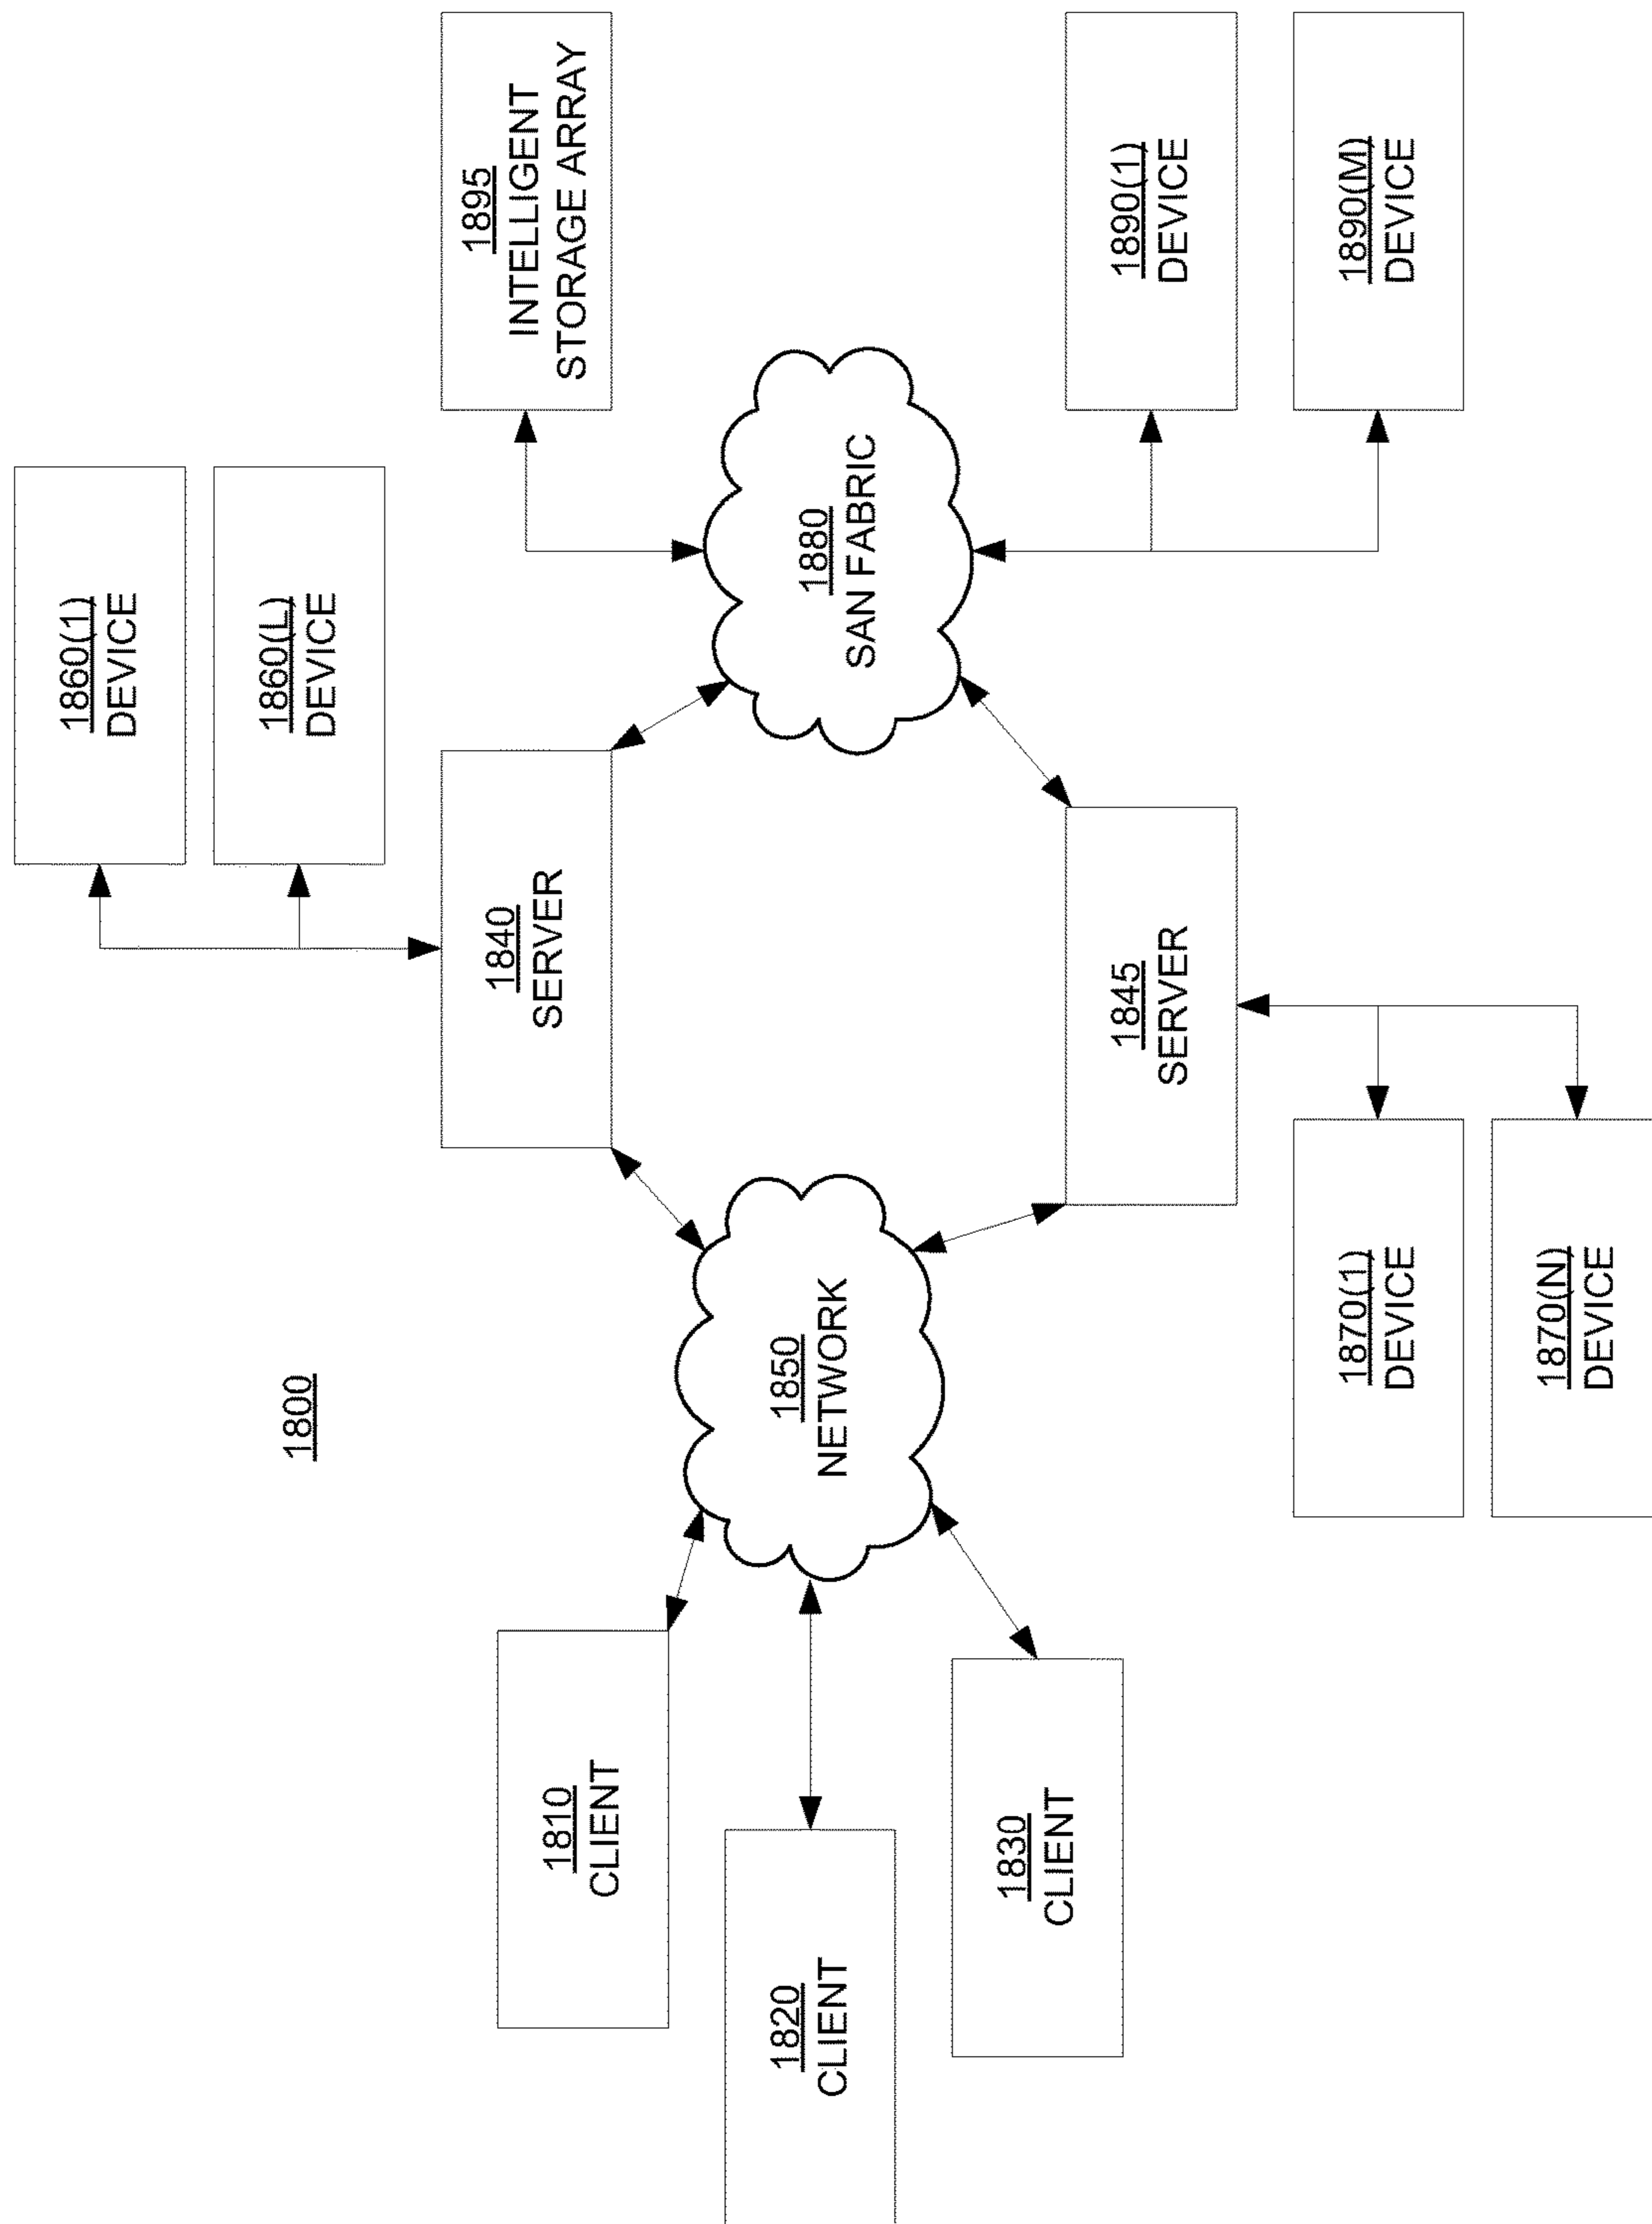 1800
1860(1)
DEVICE
1860(L)
DEVICE
1810
CLIENT
1840
SERVER
1895
INTELLIGENT
STORAGE ARRAY
1820
CLIENT
1850
NETWORK
1880
SAN FABRIC
1830
CLIENT
1845
SERVER
1890(1)
DEVICE
1870(1)
DEVICE
1890(M)
DEVICE
1870(N)
DEVICE